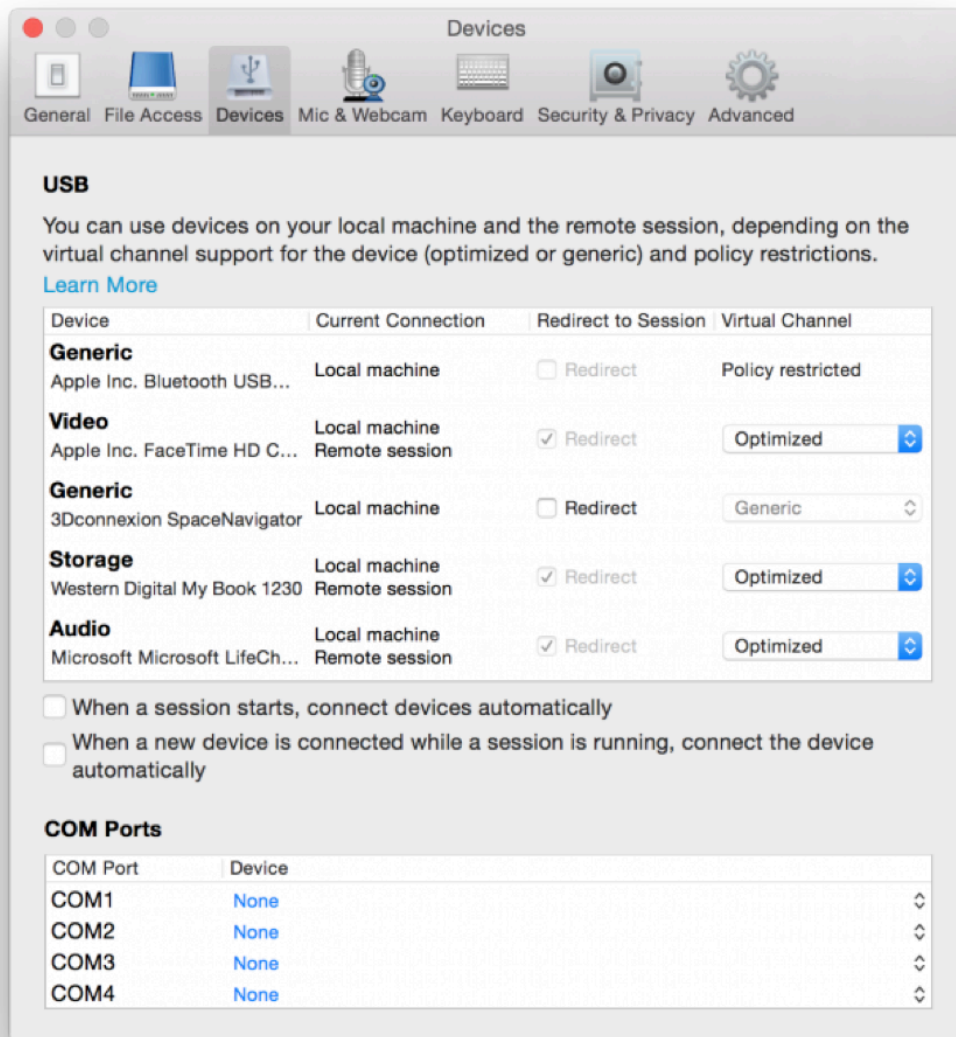 Devices
General File Access Devices Mic & Webcam Keyboard Security & Privacy Advanced
USB
You can use devices on your local machine and the remote session, depending on the
virtual channel support for the device (optimized or generic) and policy restrictions.
Learn More
Device Current Connection Redirect to Session Virtual Channel
Generic
Apple Inc. Bluetooth USB... Local machine Redirect Policy restricted
Video
Apple Inc. FaceTime HD C... Local machine
Remote session Redirect Optimized
Generic
3Dconnexion SpaceNavigator Local machine Redirect Generic
Storage
Western Digital My Book 1230 Local machine
Remote session Redirect Optimized
Audio
Microsoft Microsoft LifeCh... Local machine
Remote session Redirect Optimized
When a session starts, connect devices automatically
When a new device is connected while a session is running, connect the device
automatically
COM Ports
COM Port Device
COM1 None
COM2 None
COM3 None
COM4 None